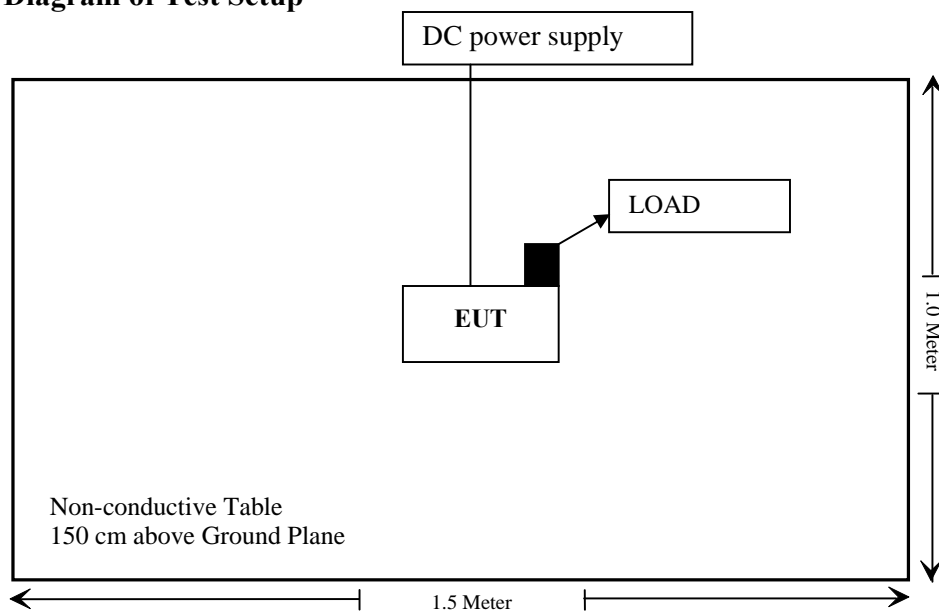 Diagram of Test Setup
DC power supply
LOAD
EUT
1.0 Meter
Non-conductive Table
150 cm above Ground Plane
1.5 Meter